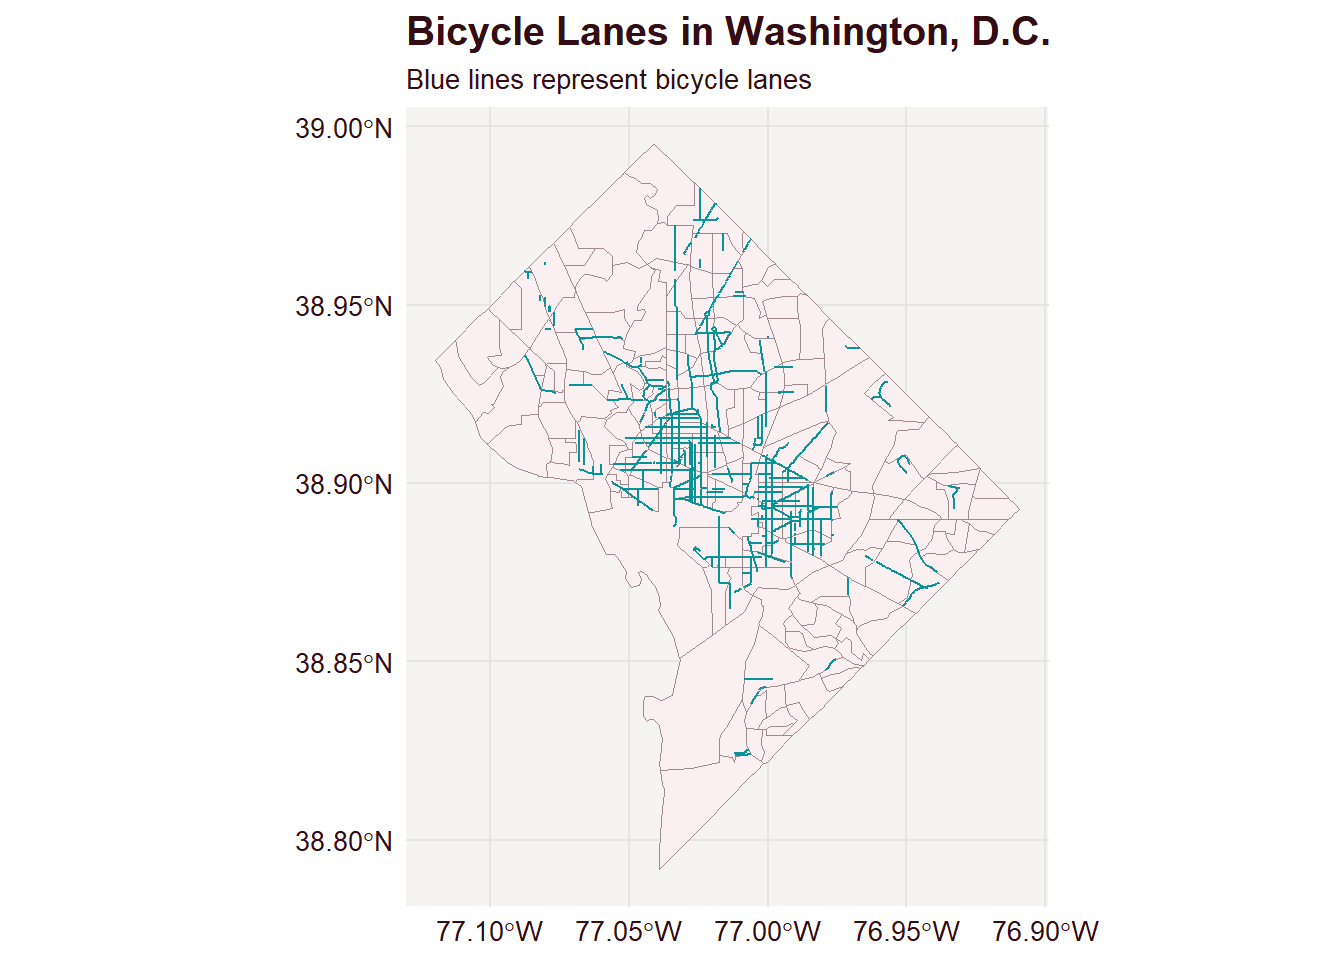 Bicycle Lanes in Washington, D.C.
Blue lines represent bicycle lanes
39.00°N
38.95°N
38.90°N
38.85°N
38.80°N
77.10°W 77.05°W 77.00°W 76.95°W 76.90°W